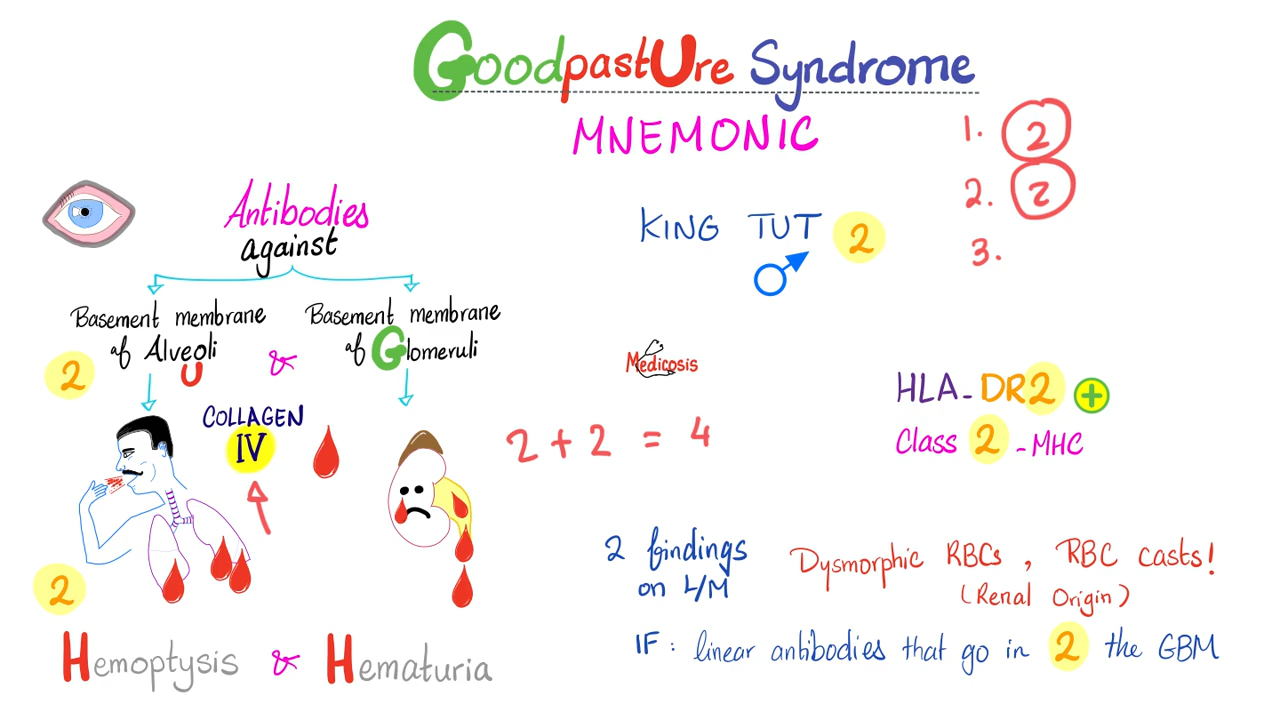 GoodpastUre Syndrome
MNEMONIC
1. 2
2. 2
3.
Antibodies
against
Basement membrane
of Alveoli
U
2
&
Basement membrane
of Glomeruli
COLLAGEN
IV
2
Hemoptysis & Hematuria
KING TUT 2
Medicosis
2 + 2 = 4
HLA-DR2 +
Class 2 - MHC
2 findings
on L/M
Dysmorphic RBCs, RBC casts!
(Renal Origin)
IF: linear antibodies that go in 2 the GBM